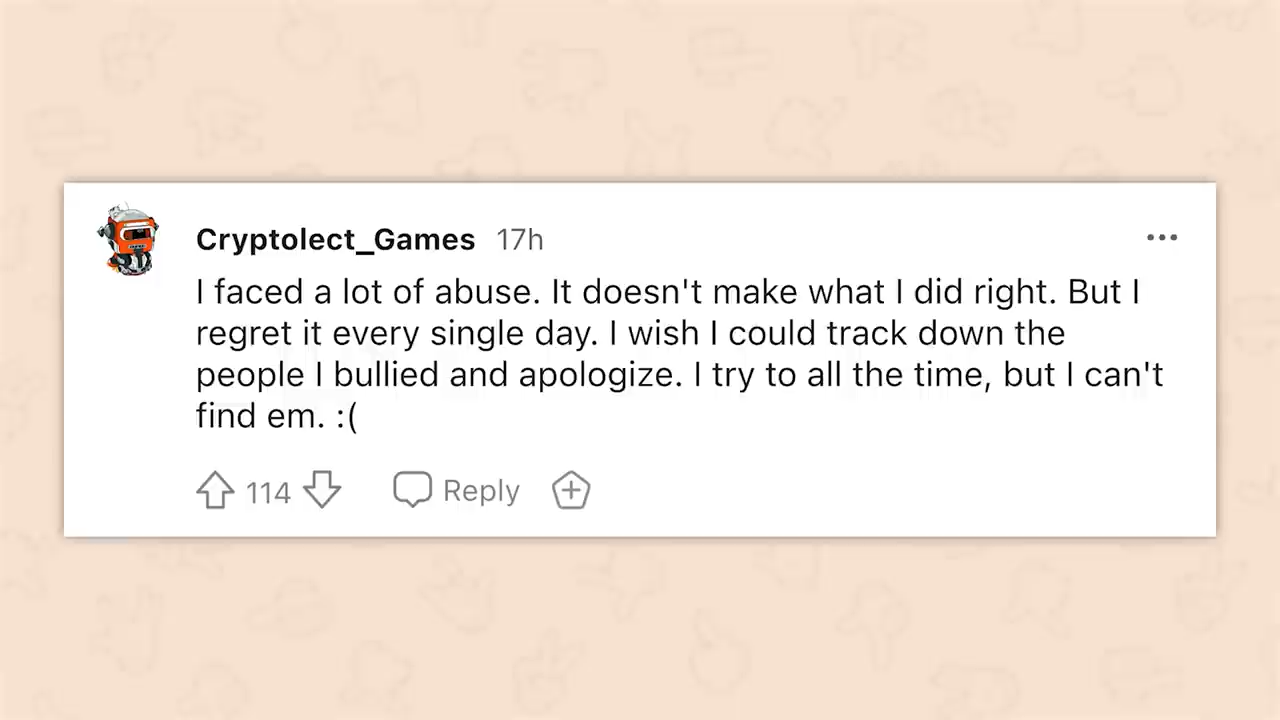 Cryptolect_Games 17h
I faced a lot of abuse. It doesn't make what I did right. But I
regret it every single day. I wish I could track down the
people I bullied and apologize. I try to all the time, but I can't
find em. :(
114 Reply